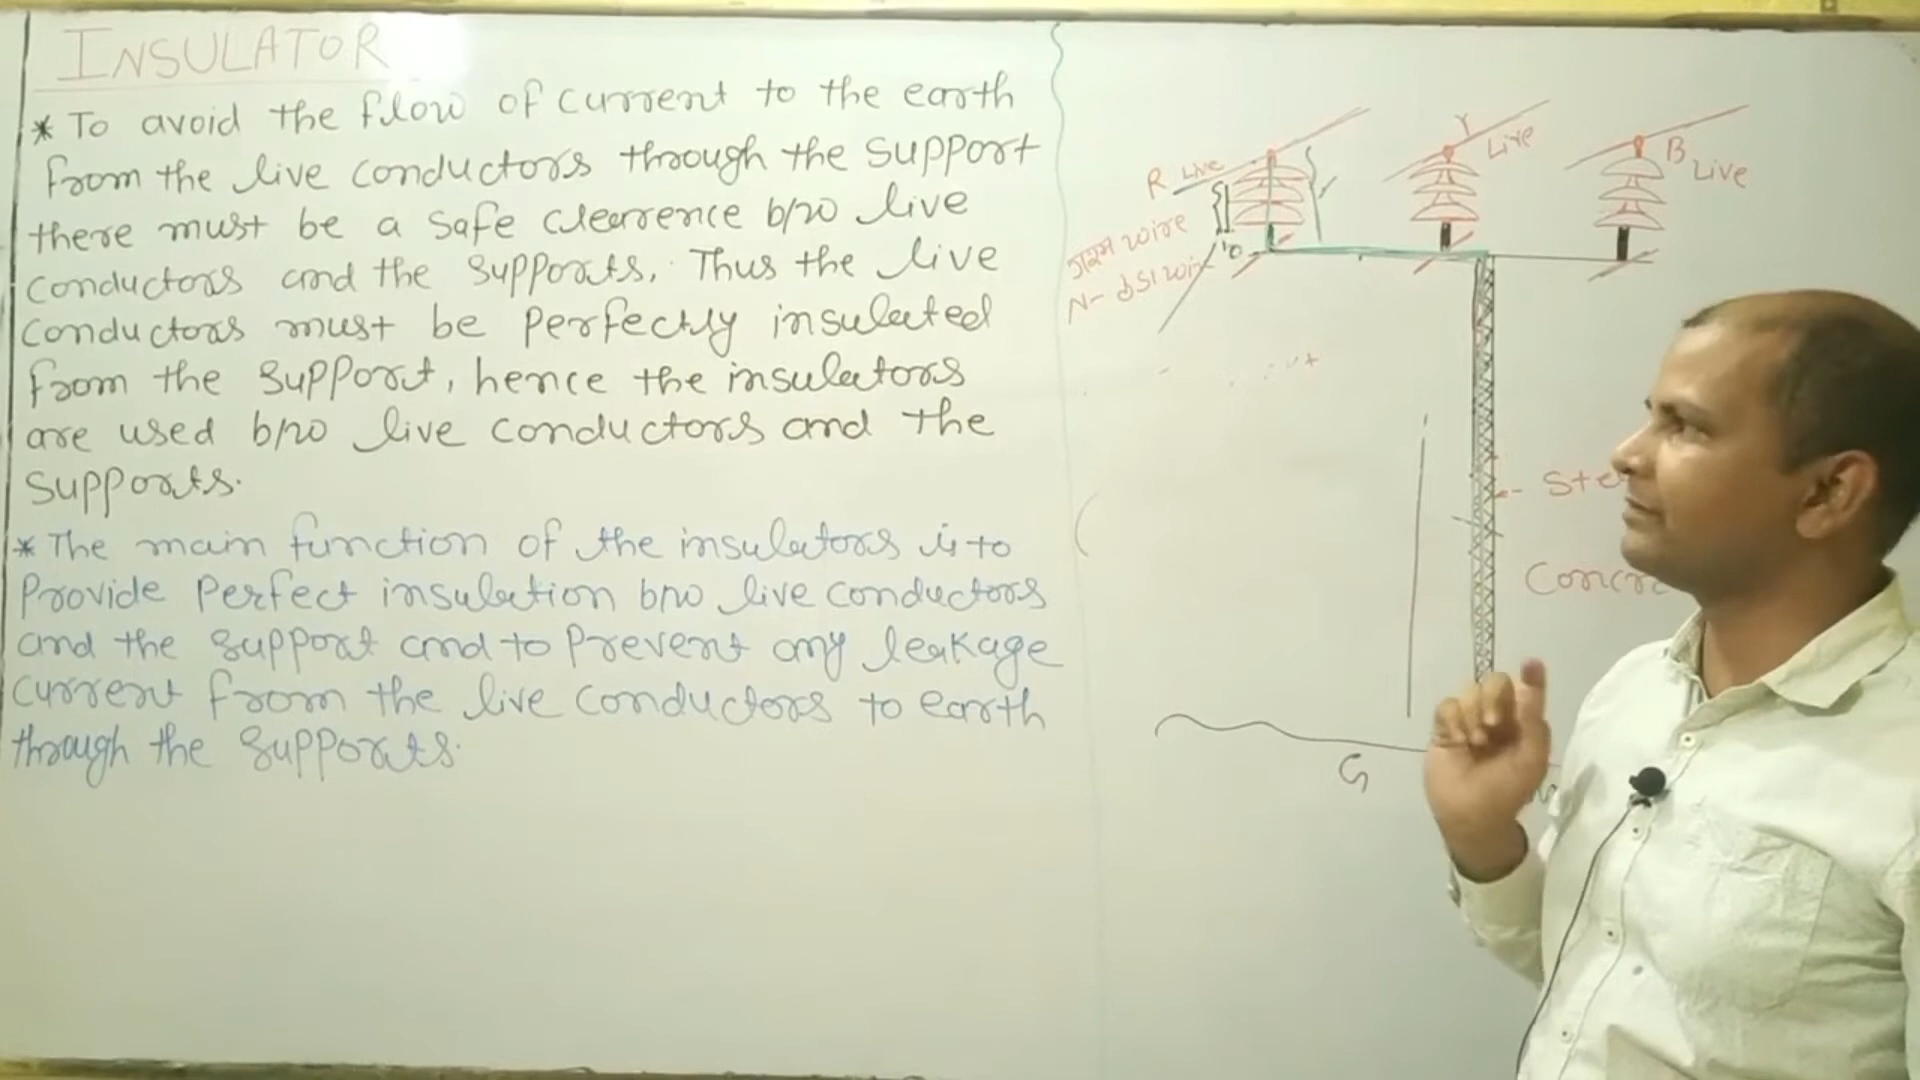 INSULATOR
* To avoid the flow of current to the earth
from the live conductors through the support
there must be a safe clearence b/w live
conductors and the supports. Thus the live
conductors must be perfectly insulated
from the support, hence the insulators
are used b/w live conductors and the
supports.
* The main function of the insulators is to
Provide Perfect insulation b/w live conductors
and the support and to Prevent any leakage
current from the live conductors to earth
through the supports.
R Live
Y
Live
B
Live
गरम wire
N- ठंडा wire
Ste
Concre
G